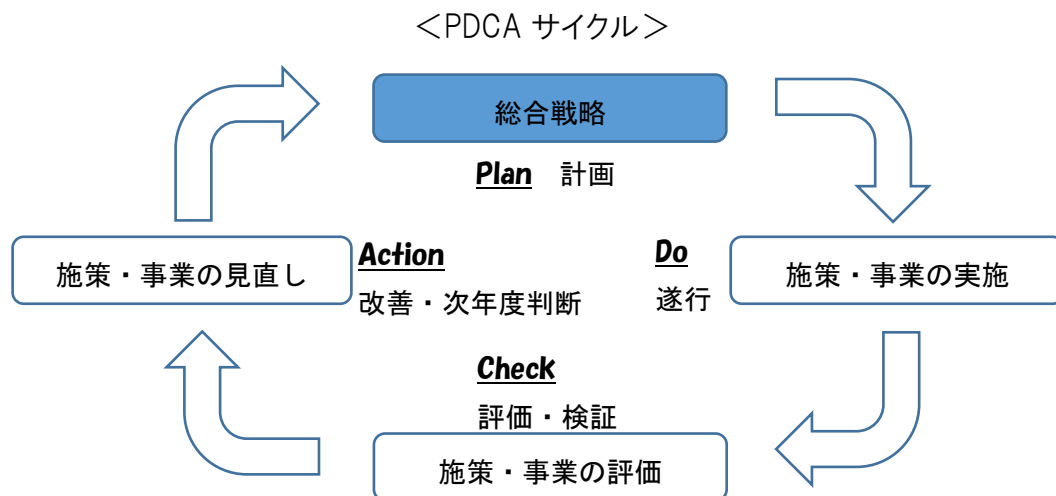 ＜PDCA サイクル＞
総合戦略
Plan　計画
施策・事業の見直し
Action
改善・次年度判断
Do
遂行
施策・事業の実施
Check
評価・検証
施策・事業の評価